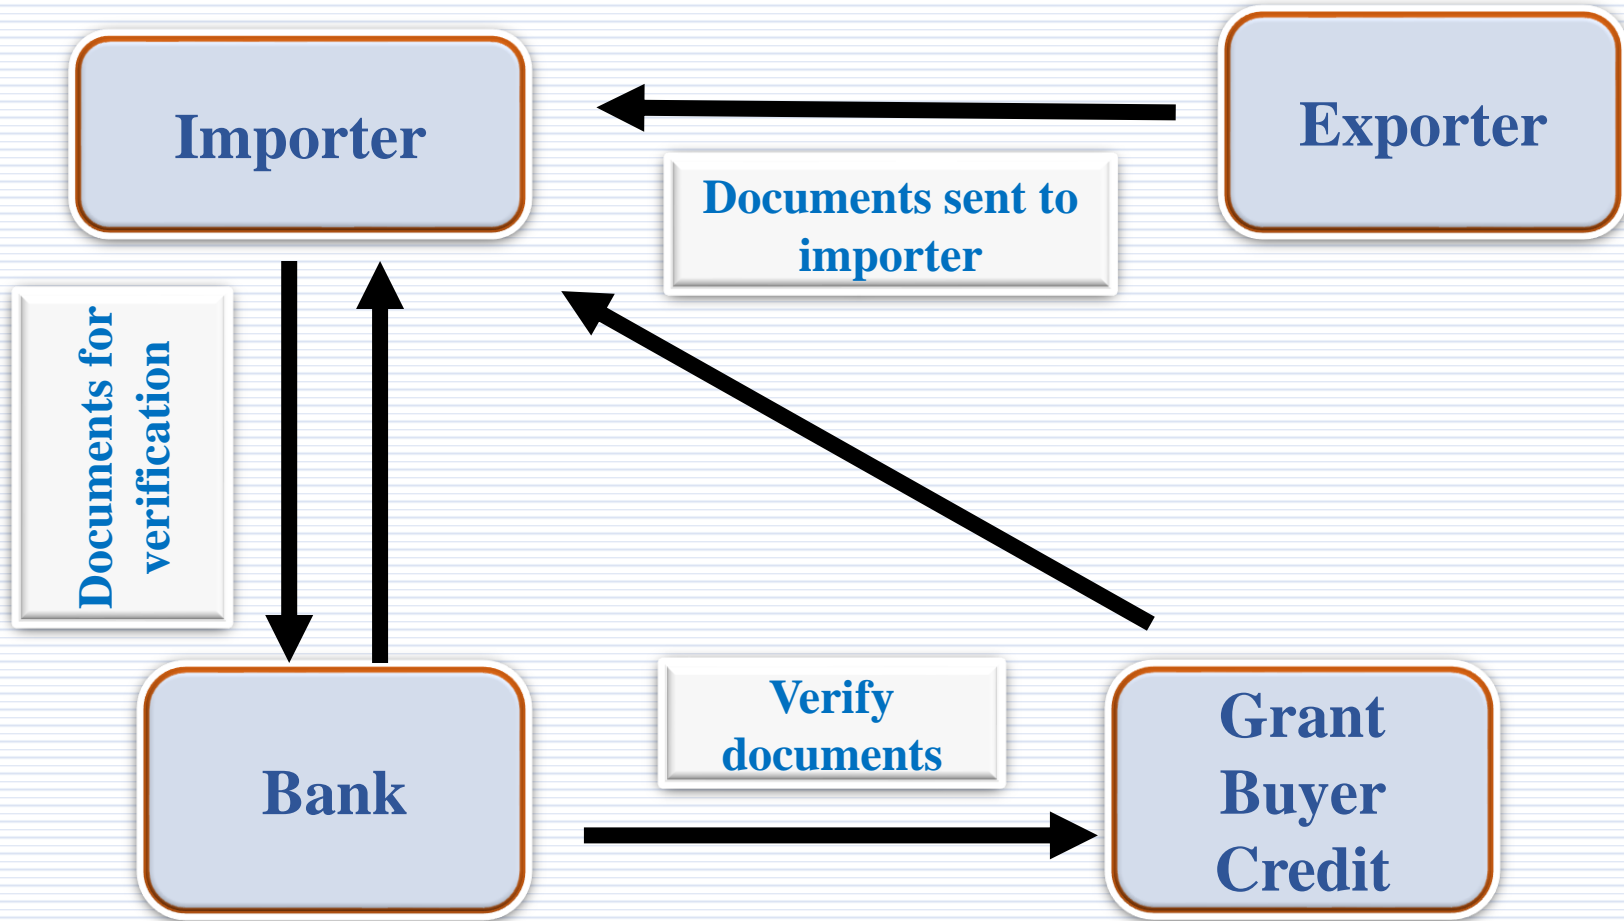 Importer
Exporter
Documents sent to
importer
Documents for
verification
Bank
Verify
documents
Grant
Buyer
Credit